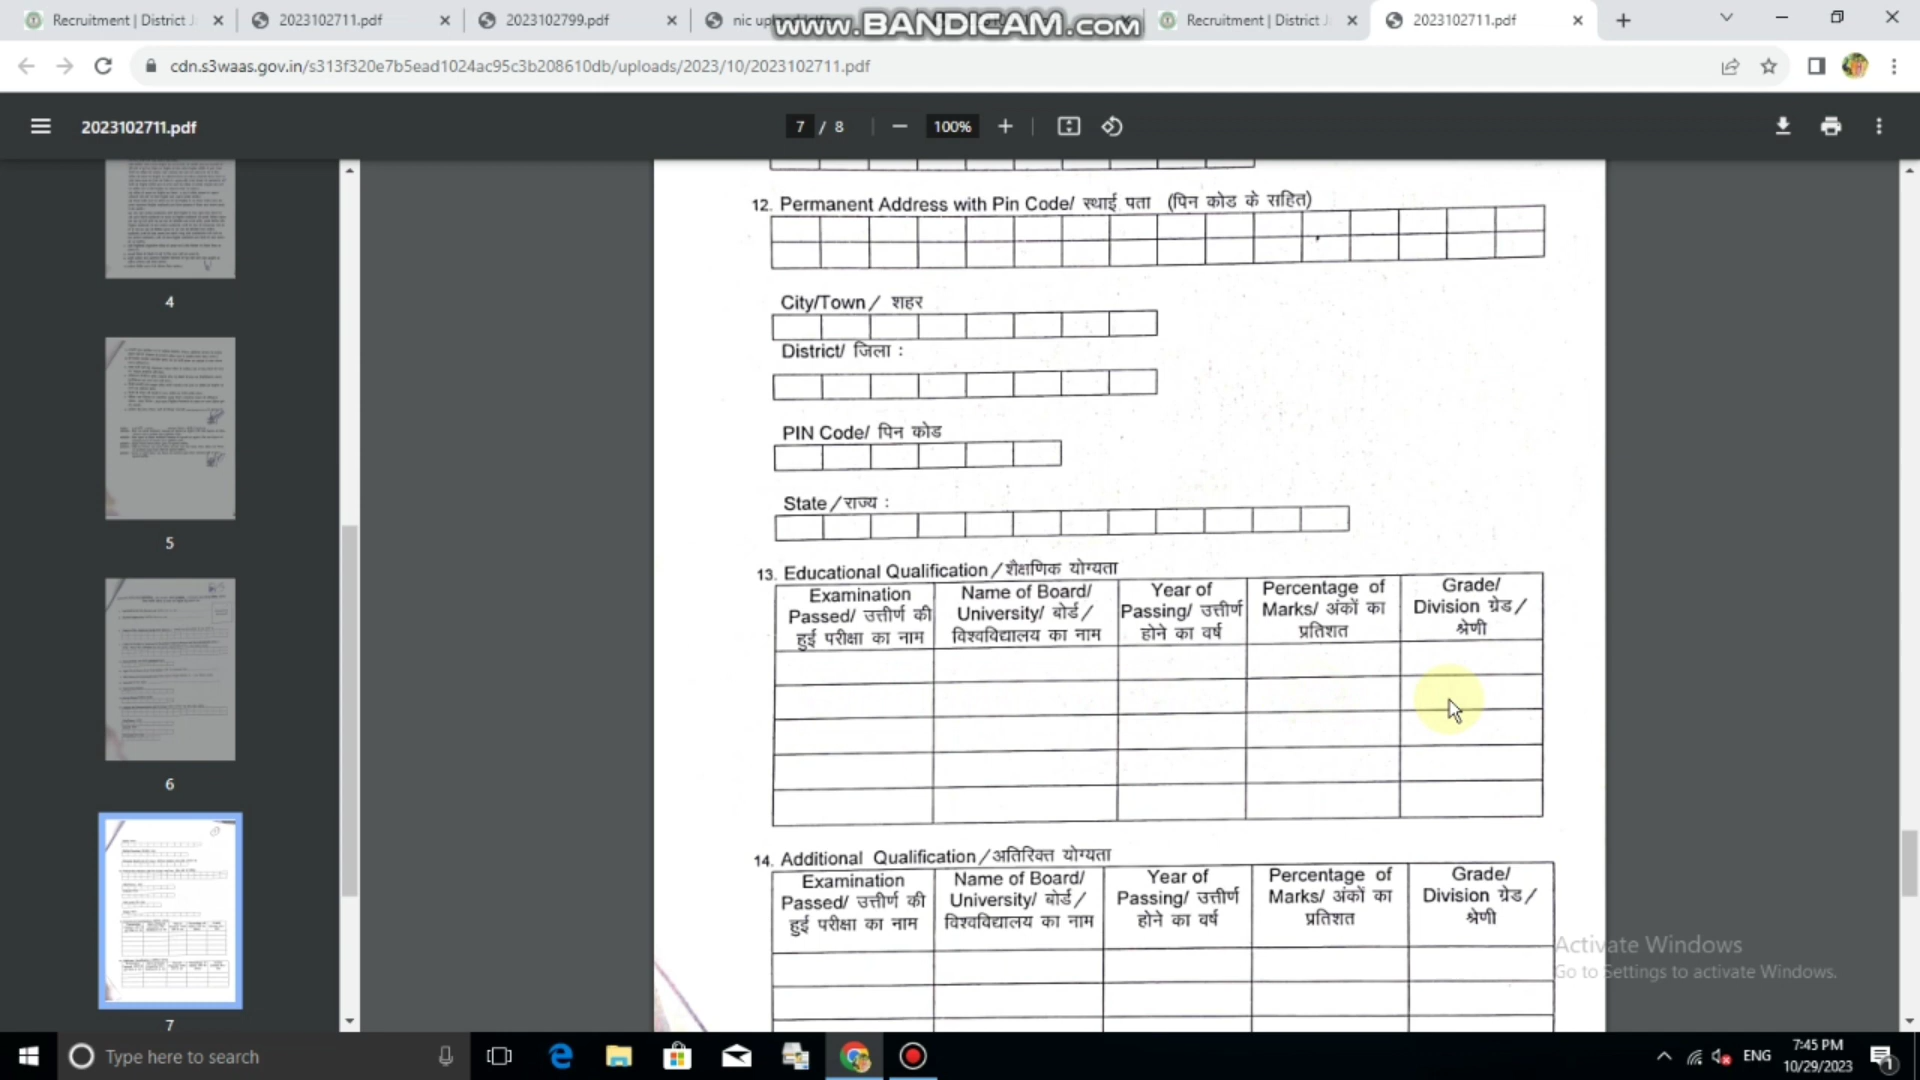 Recruitment | District J
2023102711.pdf
2023102799.pdf
nic up
www.BANDICAM.com
Recruitment | District J
2023102711.pdf
cdn.s3waas.gov.in/s313f320e7b5ead1024ac95c3b208610db/uploads/2023/10/2023102711.pdf
2023102711.pdf
7 / 8
100%
4
5
6
7
12. Permanent Address with Pin Code/ स्थाई पता (पिन कोड के सहित)
City/Town / शहर
District/ जिला :
PIN Code/ पिन कोड
State / राज्य :
13. Educational Qualification / शैक्षणिक योग्यता
Examination Passed/ उत्तीर्ण की हुई परीक्षा का नाम
Name of Board/ University/ बोर्ड / विश्वविद्यालय का नाम
Year of Passing/ उत्तीर्ण होने का वर्ष
Percentage of Marks/ अंकों का प्रतिशत
Grade/ Division ग्रेड / श्रेणी
14. Additional Qualification / अतिरिक्त योग्यता
Examination Passed/ उत्तीर्ण की हुई परीक्षा का नाम
Name of Board/ University/ बोर्ड / विश्वविद्यालय का नाम
Year of Passing/ उत्तीर्ण होने का वर्ष
Percentage of Marks/ अंकों का प्रतिशत
Grade/ Division ग्रेड / श्रेणी
Activate Windows
Go to Settings to activate Windows.
Type here to search
ENG
7:45 PM
10/29/2023
1